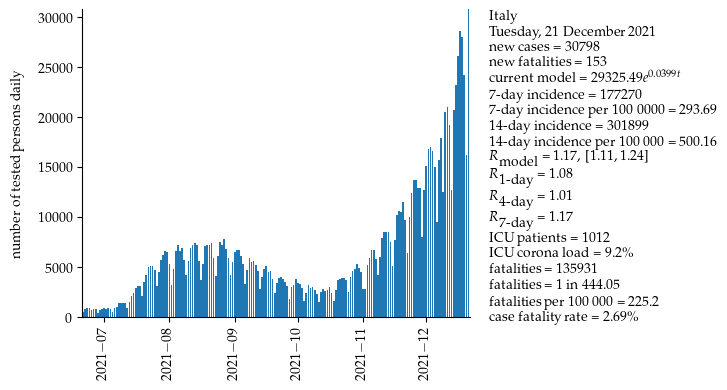 number of tested persons daily
30000
25000
20000
15000
10000
5000
0
2021−07
2021−08
2021−09
2021−10
2021−11
2021−12
Italy
Tuesday, 21 December 2021
new cases = 30798
new fatalities = 153
current model = 29325.49e^0.0399t
7-day incidence = 177270
7-day incidence per 100 0000 = 293.69
14-day incidence = 301899
14-day incidence per 100 000 = 500.16
R_model = 1.17, [1.11, 1.24]
R_1-day = 1.08
R_4-day = 1.01
R_7-day = 1.17
ICU patients = 1012
ICU corona load = 9.2%
fatalities = 135931
fatalities = 1 in 444.05
fatalities per 100 000 = 225.2
case fatality rate = 2.69%